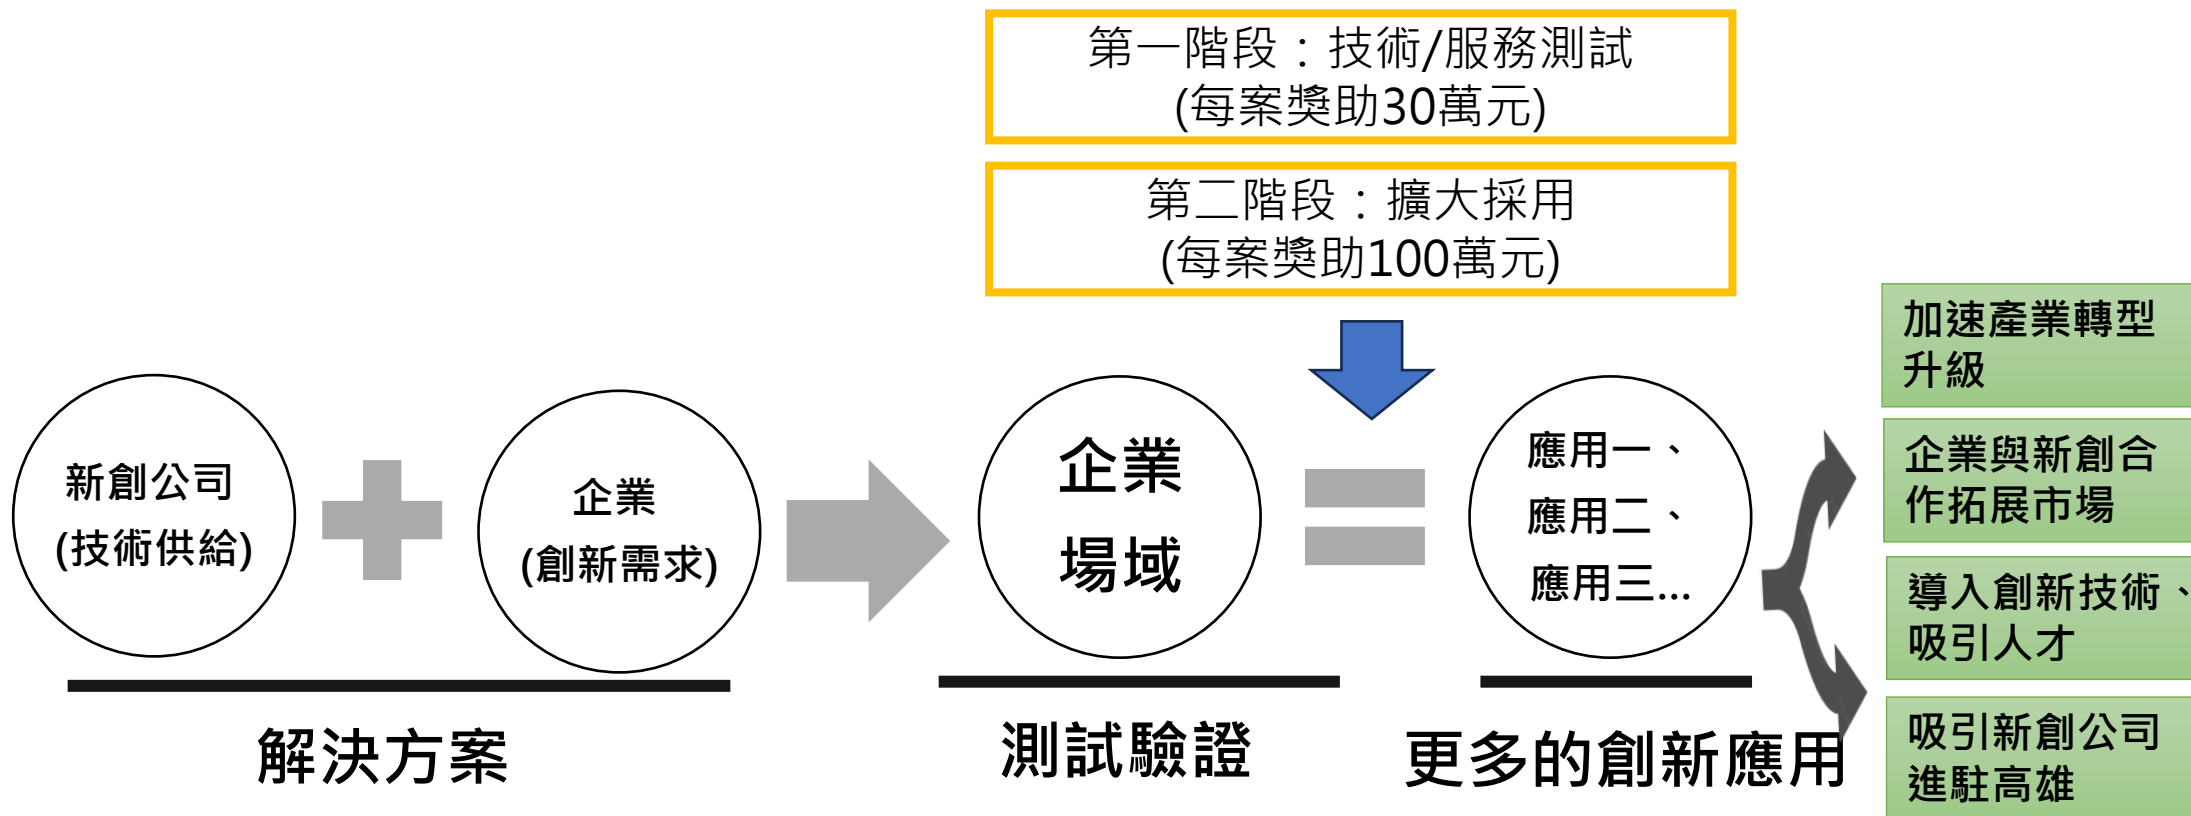 第一階段：技術/服務測試
(每案獎助30萬元)
第二階段：擴大採用
(每案獎助100萬元)
新創公司
(技術供給)
企業
(創新需求)
企業
場域
應用一、
應用二、
應用三...
加速產業轉型
升級
企業與新創合
作拓展市場
導入創新技術、
吸引人才
吸引新創公司
進駐高雄
解決方案
測試驗證
更多的創新應用